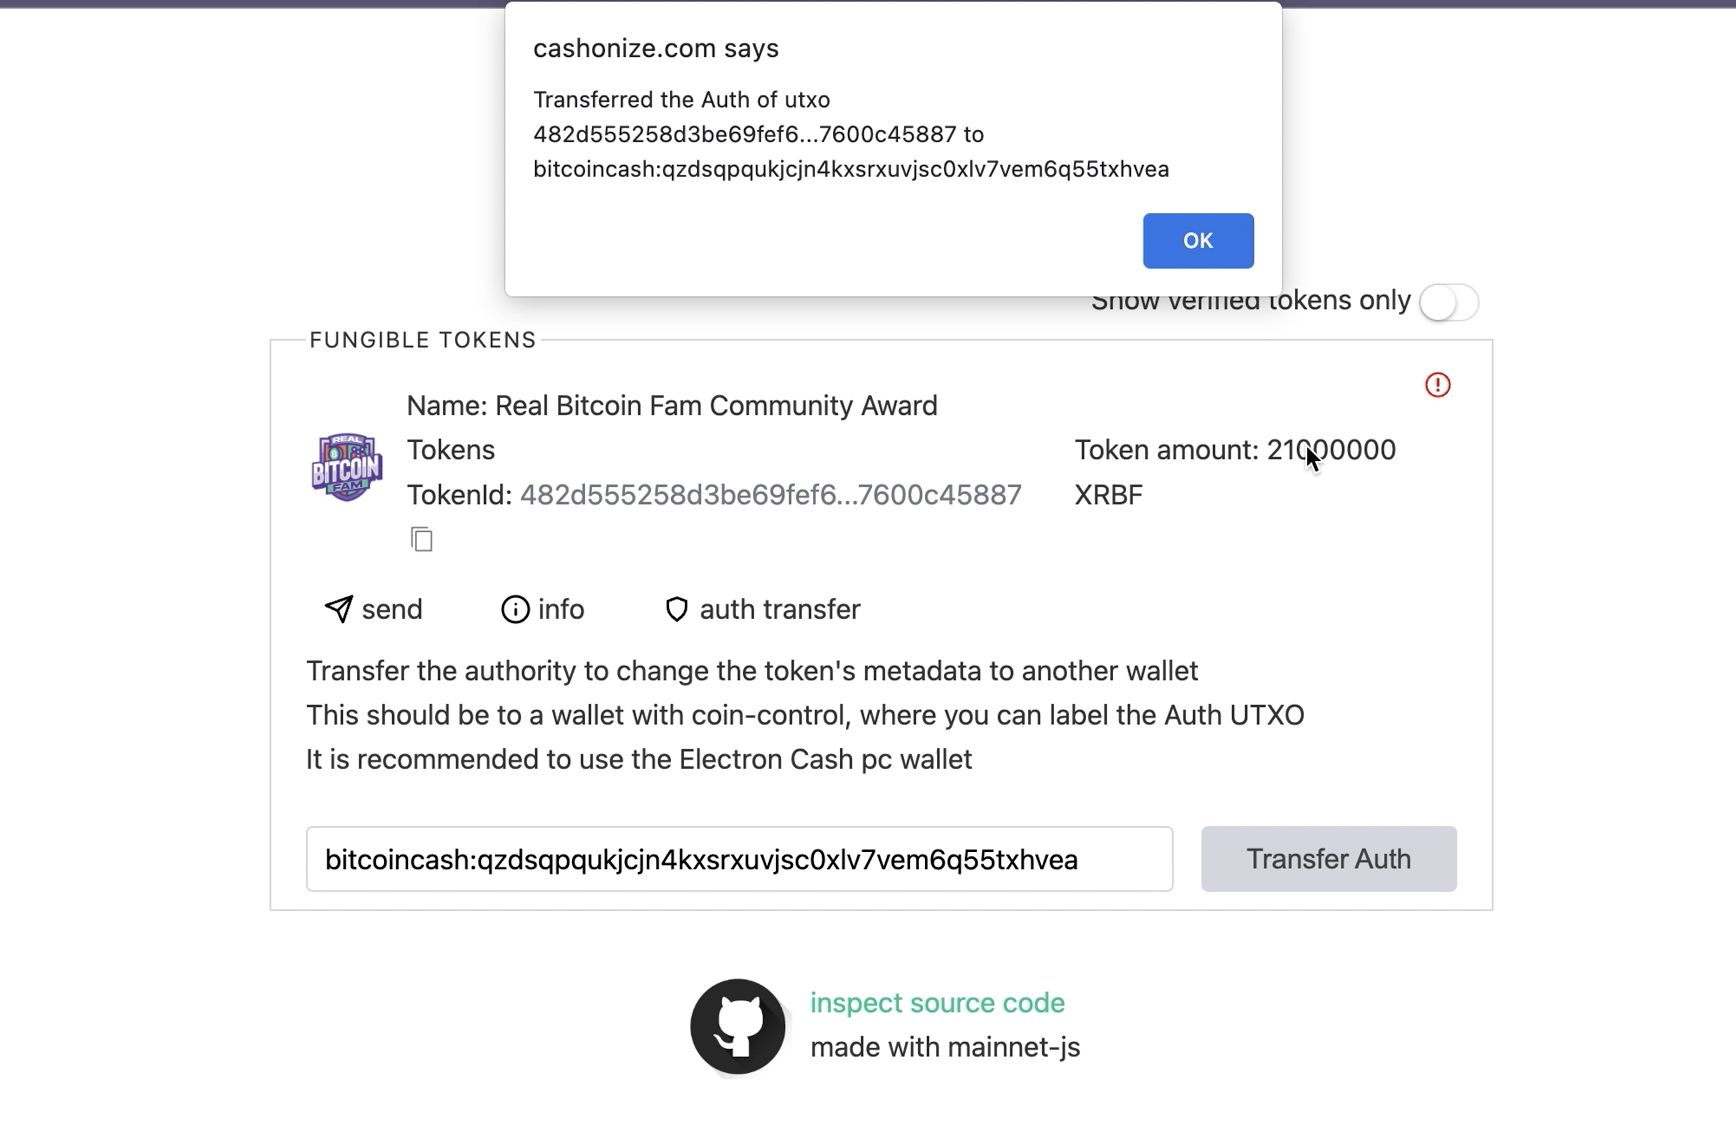 cashonize.com says
Transferred the Auth of utxo
482d555258d3be69fef6...7600c45887 to
bitcoincash:qzdsqpqukjcjn4kxsrxuvjsc0xlv7vem6q55txhvea
OK
Show verified tokens only
FUNGIBLE TOKENS
REAL
BITCOIN
FAM
Name: Real Bitcoin Fam Community Award
Tokens
TokenId: 482d555258d3be69fef6...7600c45887
Token amount: 21000000
XRBF
send
info
auth transfer
Transfer the authority to change the token's metadata to another wallet
This should be to a wallet with coin-control, where you can label the Auth UTXO
It is recommended to use the Electron Cash pc wallet
bitcoincash:qzdsqpqukjcjn4kxsrxuvjsc0xlv7vem6q55txhvea
Transfer Auth
inspect source code
made with mainnet-js